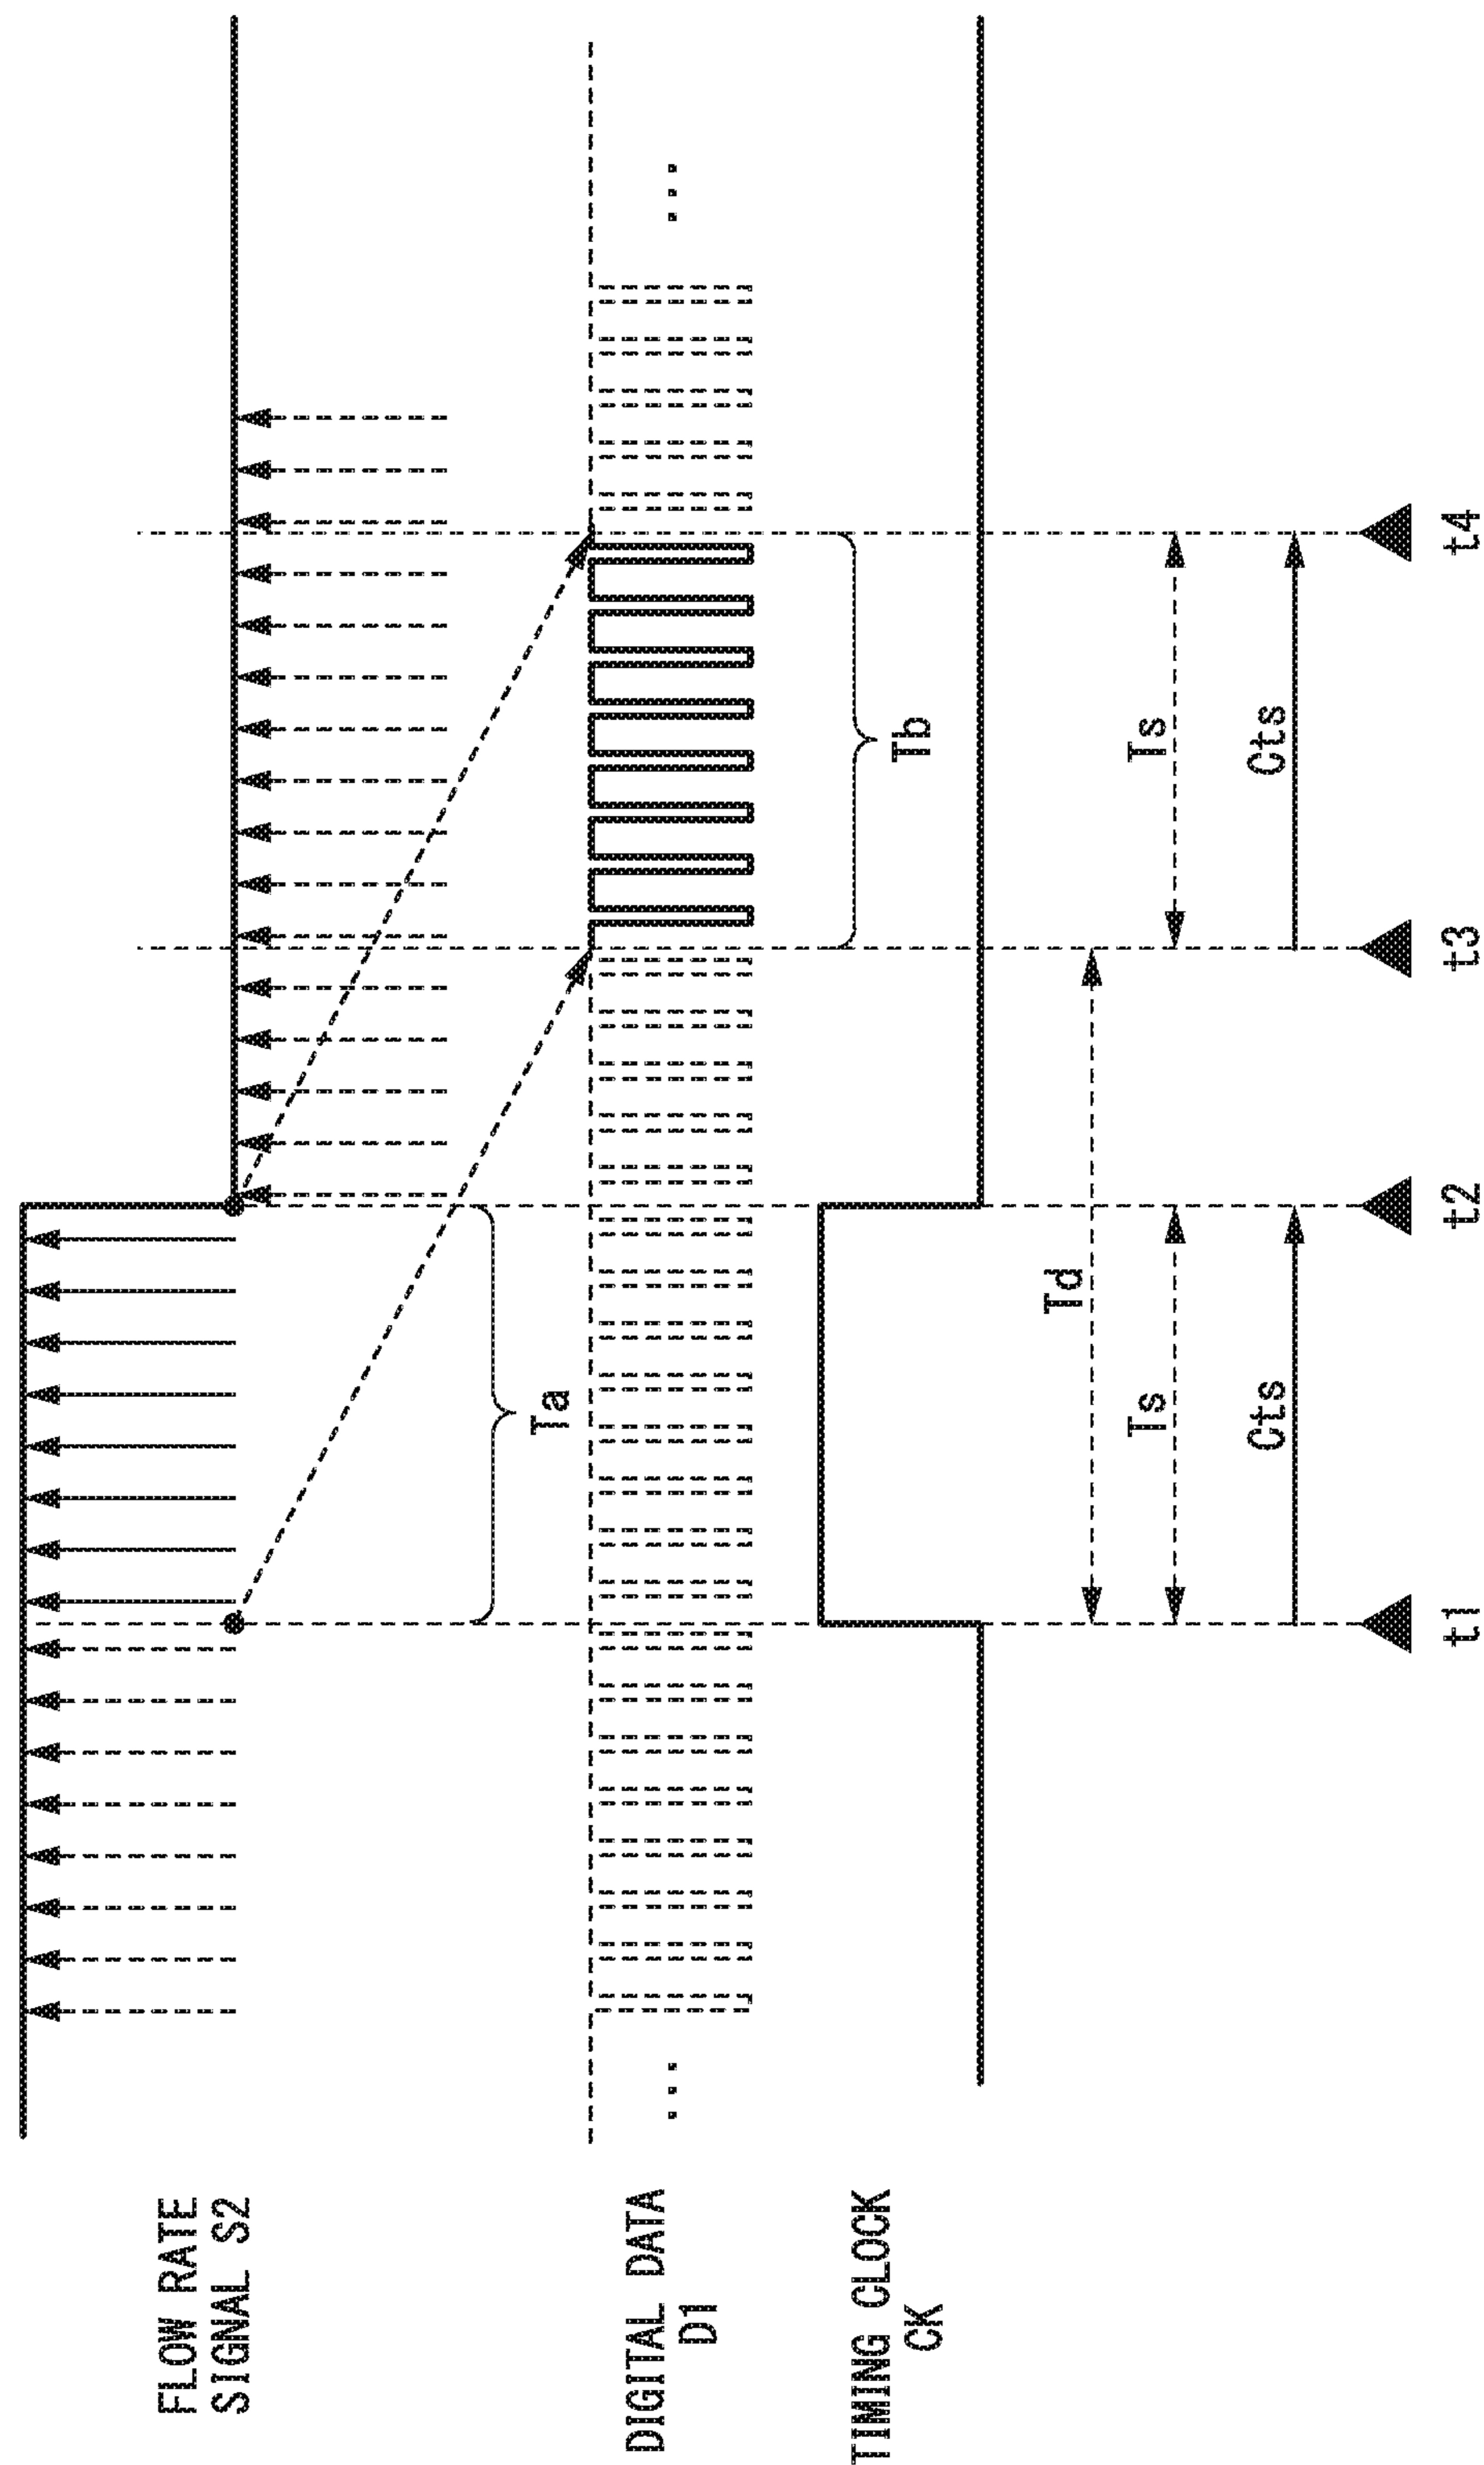 FLOW RATE
SIGNAL S2
Ta
DIGITAL DATA
D1
...
...
TIMING CLOCK
CK
Tb
Td
Ts
Ts
Cts
Cts
t1
t2
t3
t4